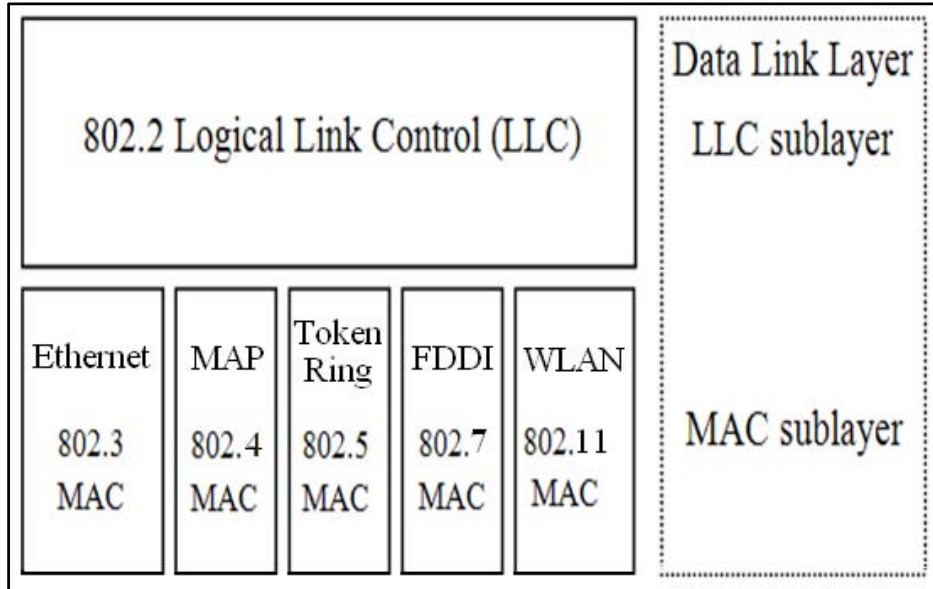 802.2 Logical Link Control (LLC)
Data Link Layer
LLC sublayer
Ethernet
802.3
MAC
MAP
802.4
MAC
Token
Ring
802.5
MAC
FDDI
802.7
MAC
WLAN
802.11
MAC
MAC sublayer